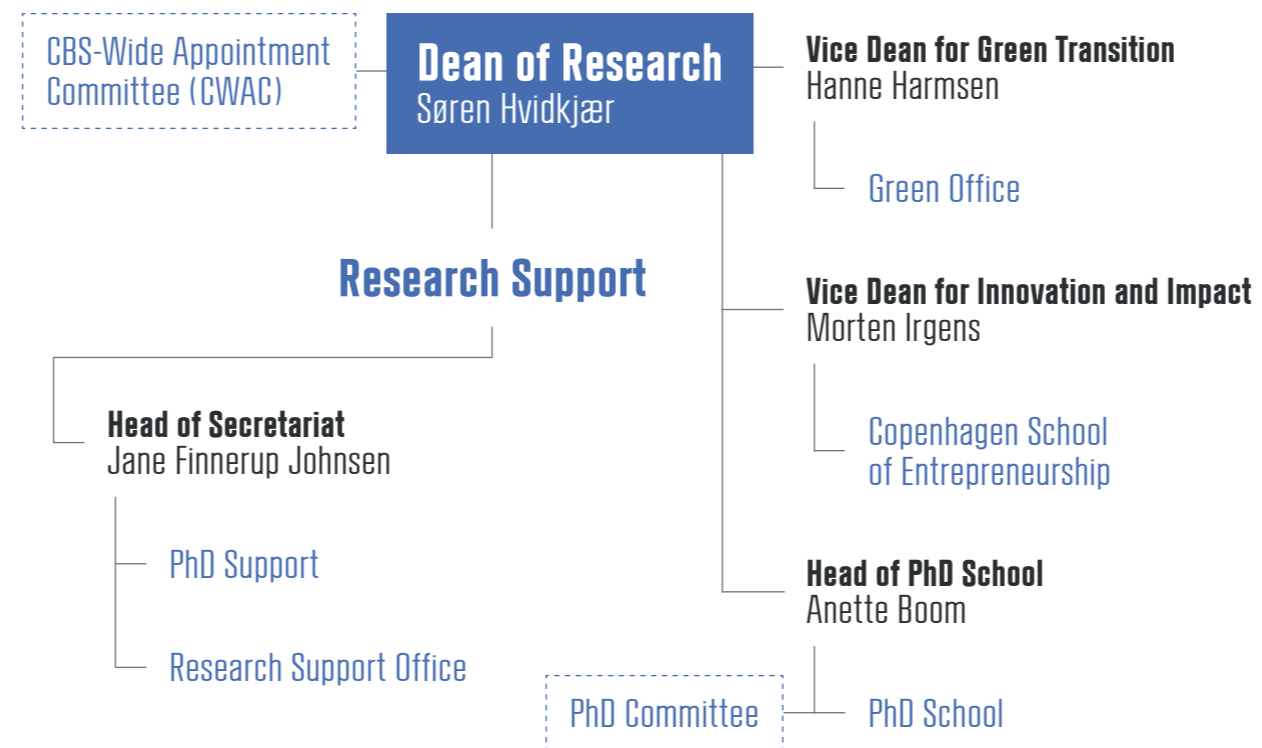 CBS-Wide Appointment
Committee (CWAC)
Dean of Research
Søren Hvidkjær
Vice Dean for Green Transition
Hanne Harmsen
Green Office
Research Support
Vice Dean for Innovation and Impact
Morten Irgens
Copenhagen School
of Entrepreneurship
Head of Secretariat
Jane Finnerup Johnsen
PhD Support
Research Support Office
Head of PhD School
Anette Boom
PhD Committee
PhD School